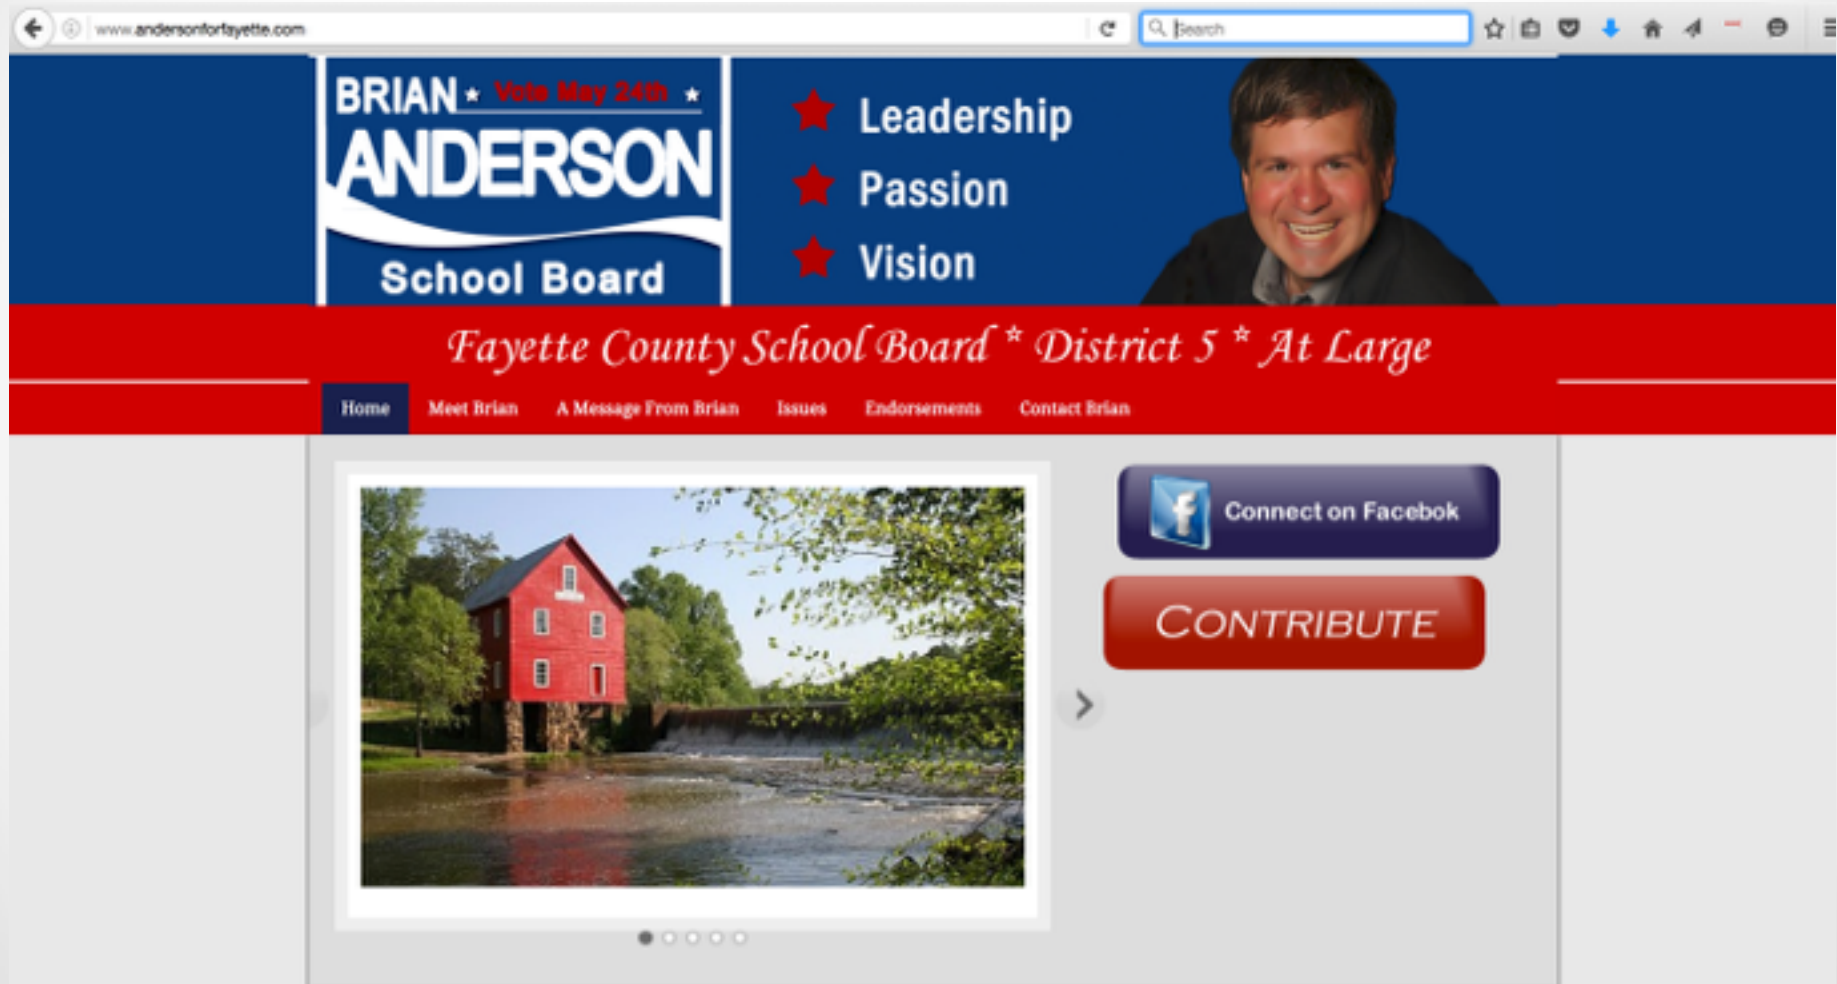 www.andersonforfayette.com
Search
BRIAN
Vote May 24th
ANDERSON
School Board
Leadership
Passion
Vision
Fayette County School Board * District 5 * At Large
Home Meet Brian A Message From Brian Issues Endorsements Contact Brian
f Connect on Facebok
CONTRIBUTE